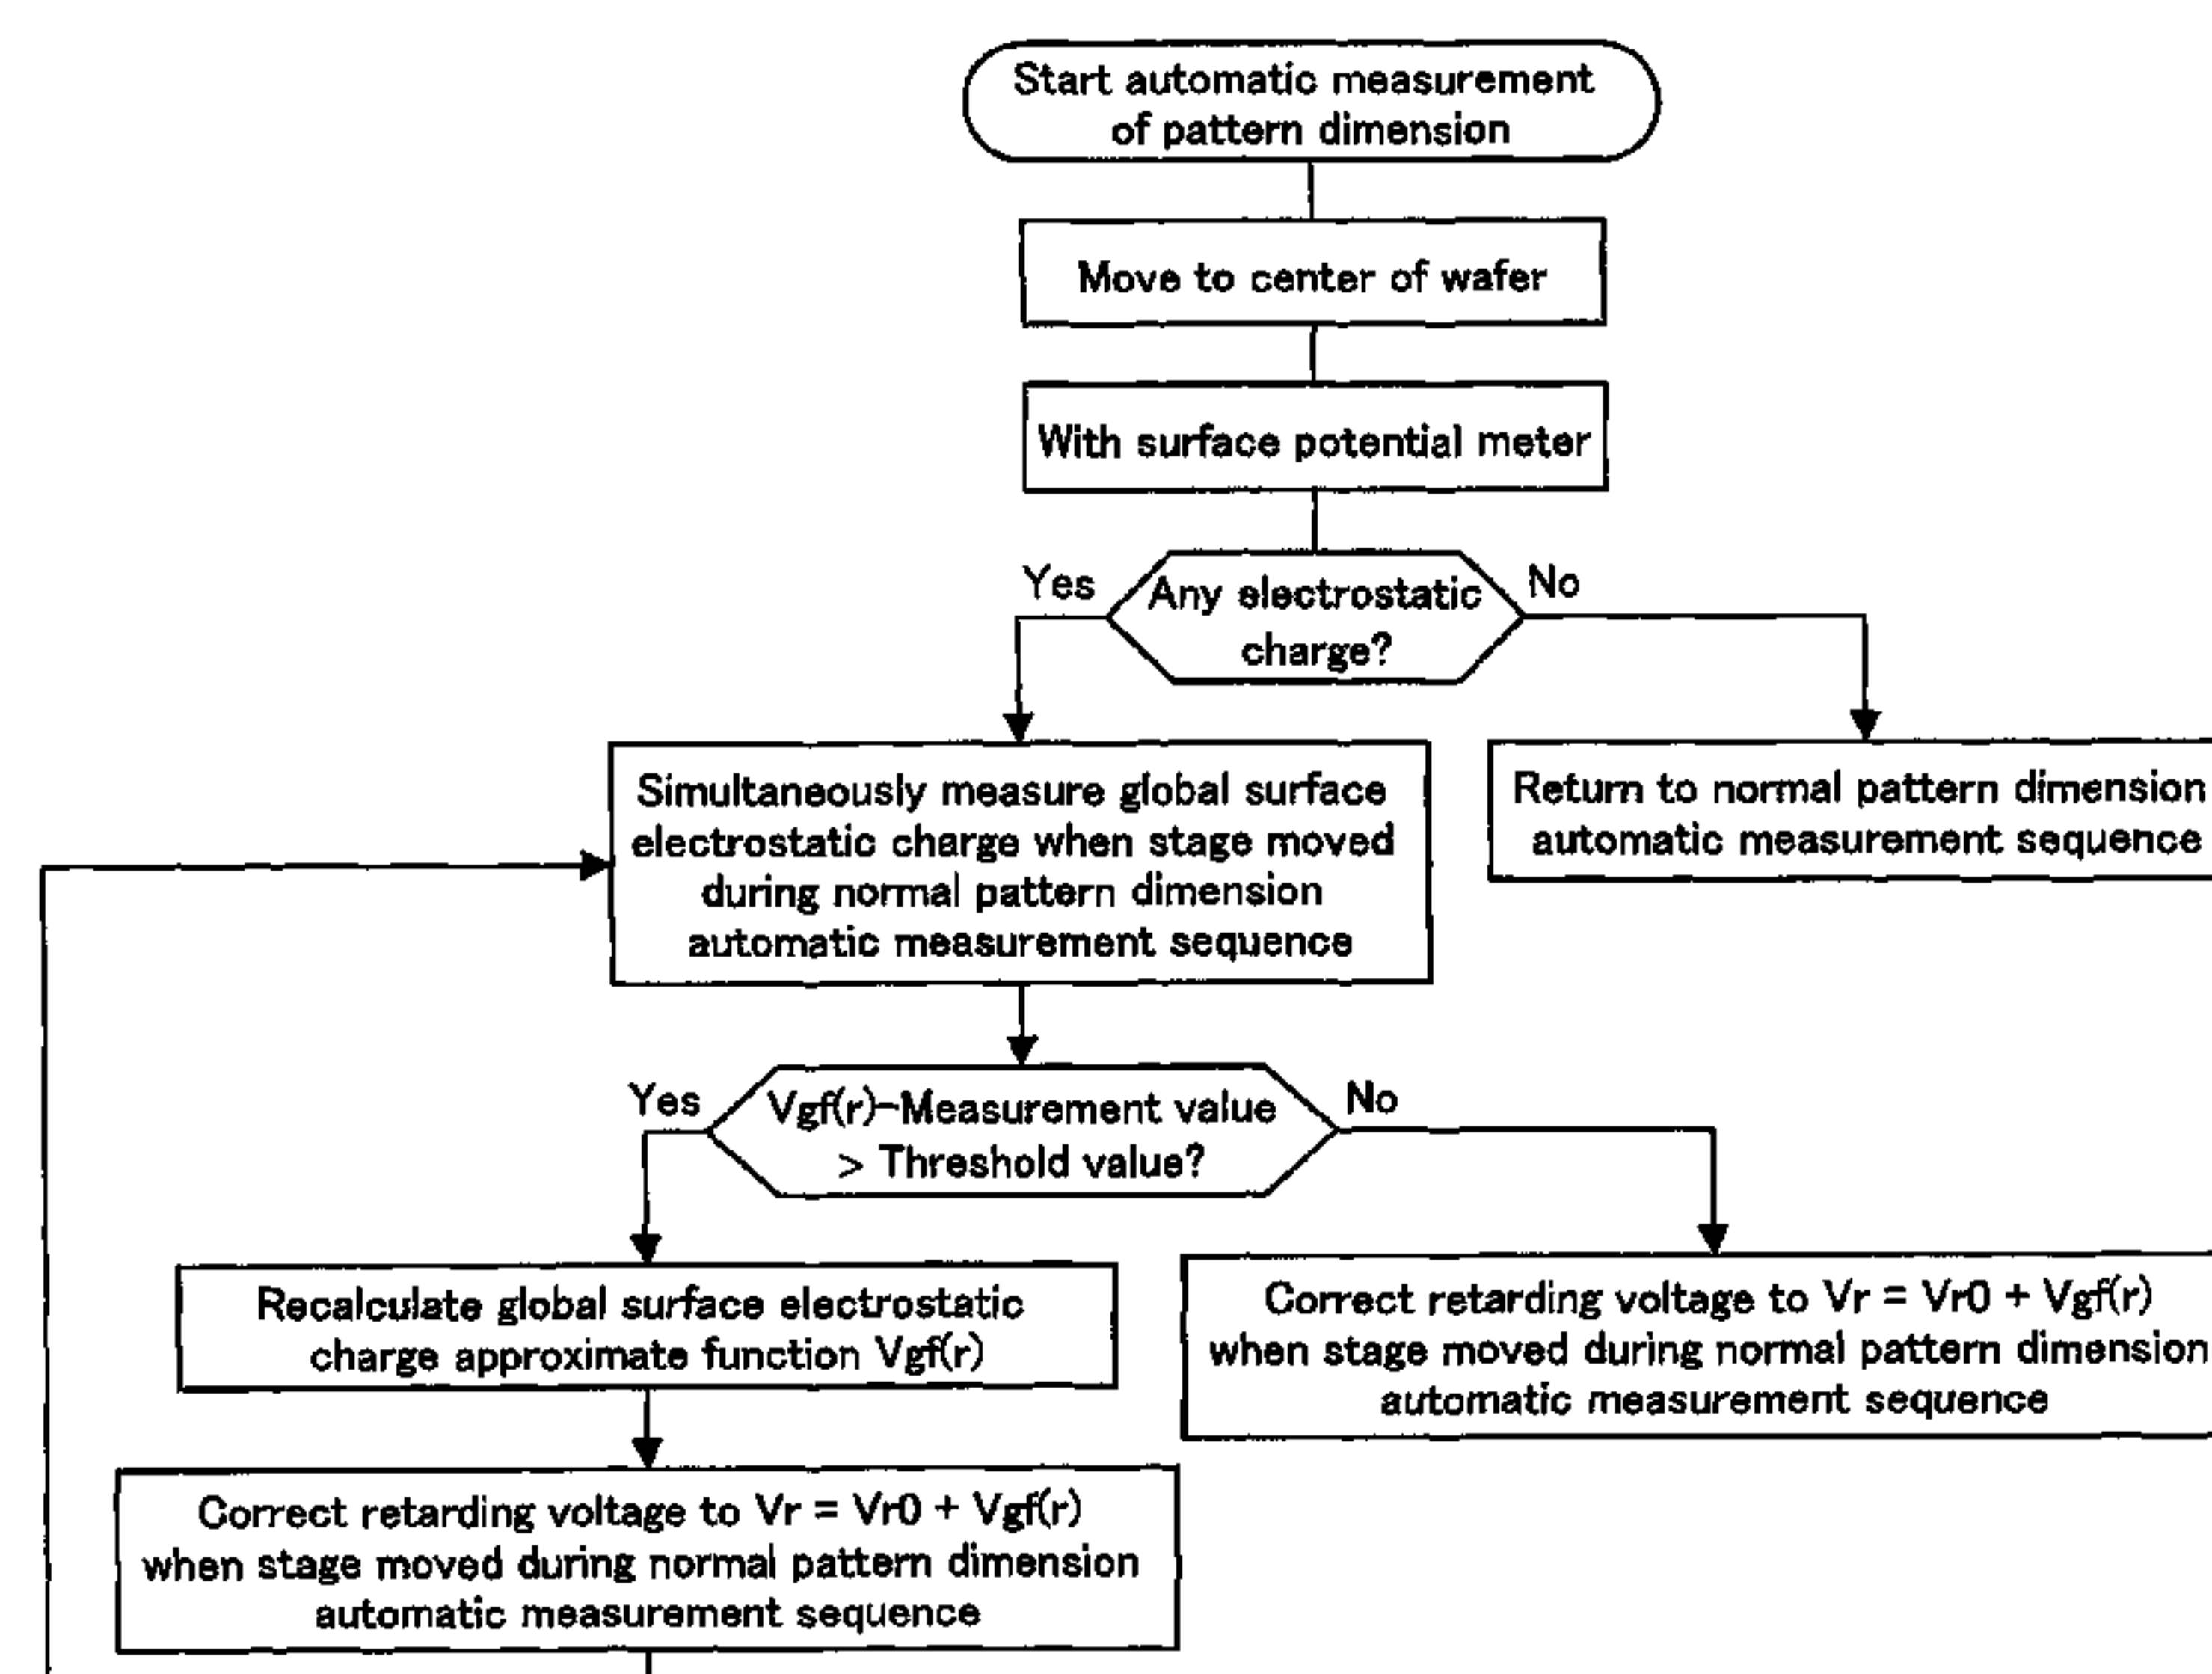 Start automatic measurement
of pattern dimension
Move to center of wafer
With surface potential meter
Yes
Any electrostatic
charge?
No
Simultaneously measure global surface
electrostatic charge when stage moved
during normal pattern dimension
automatic measurement sequence
Return to normal pattern dimension
automatic measurement sequence
Yes
Vgf(r)-Measurement value
> Threshold value?
No
Recalculate global surface electrostatic
charge approximate function Vgf(r)
Correct retarding voltage to Vr = Vr0 + Vgf(r)
when stage moved during normal pattern dimension
automatic measurement sequence
Correct retarding voltage to Vr = Vr0 + Vgf(r)
when stage moved during normal pattern dimension
automatic measurement sequence